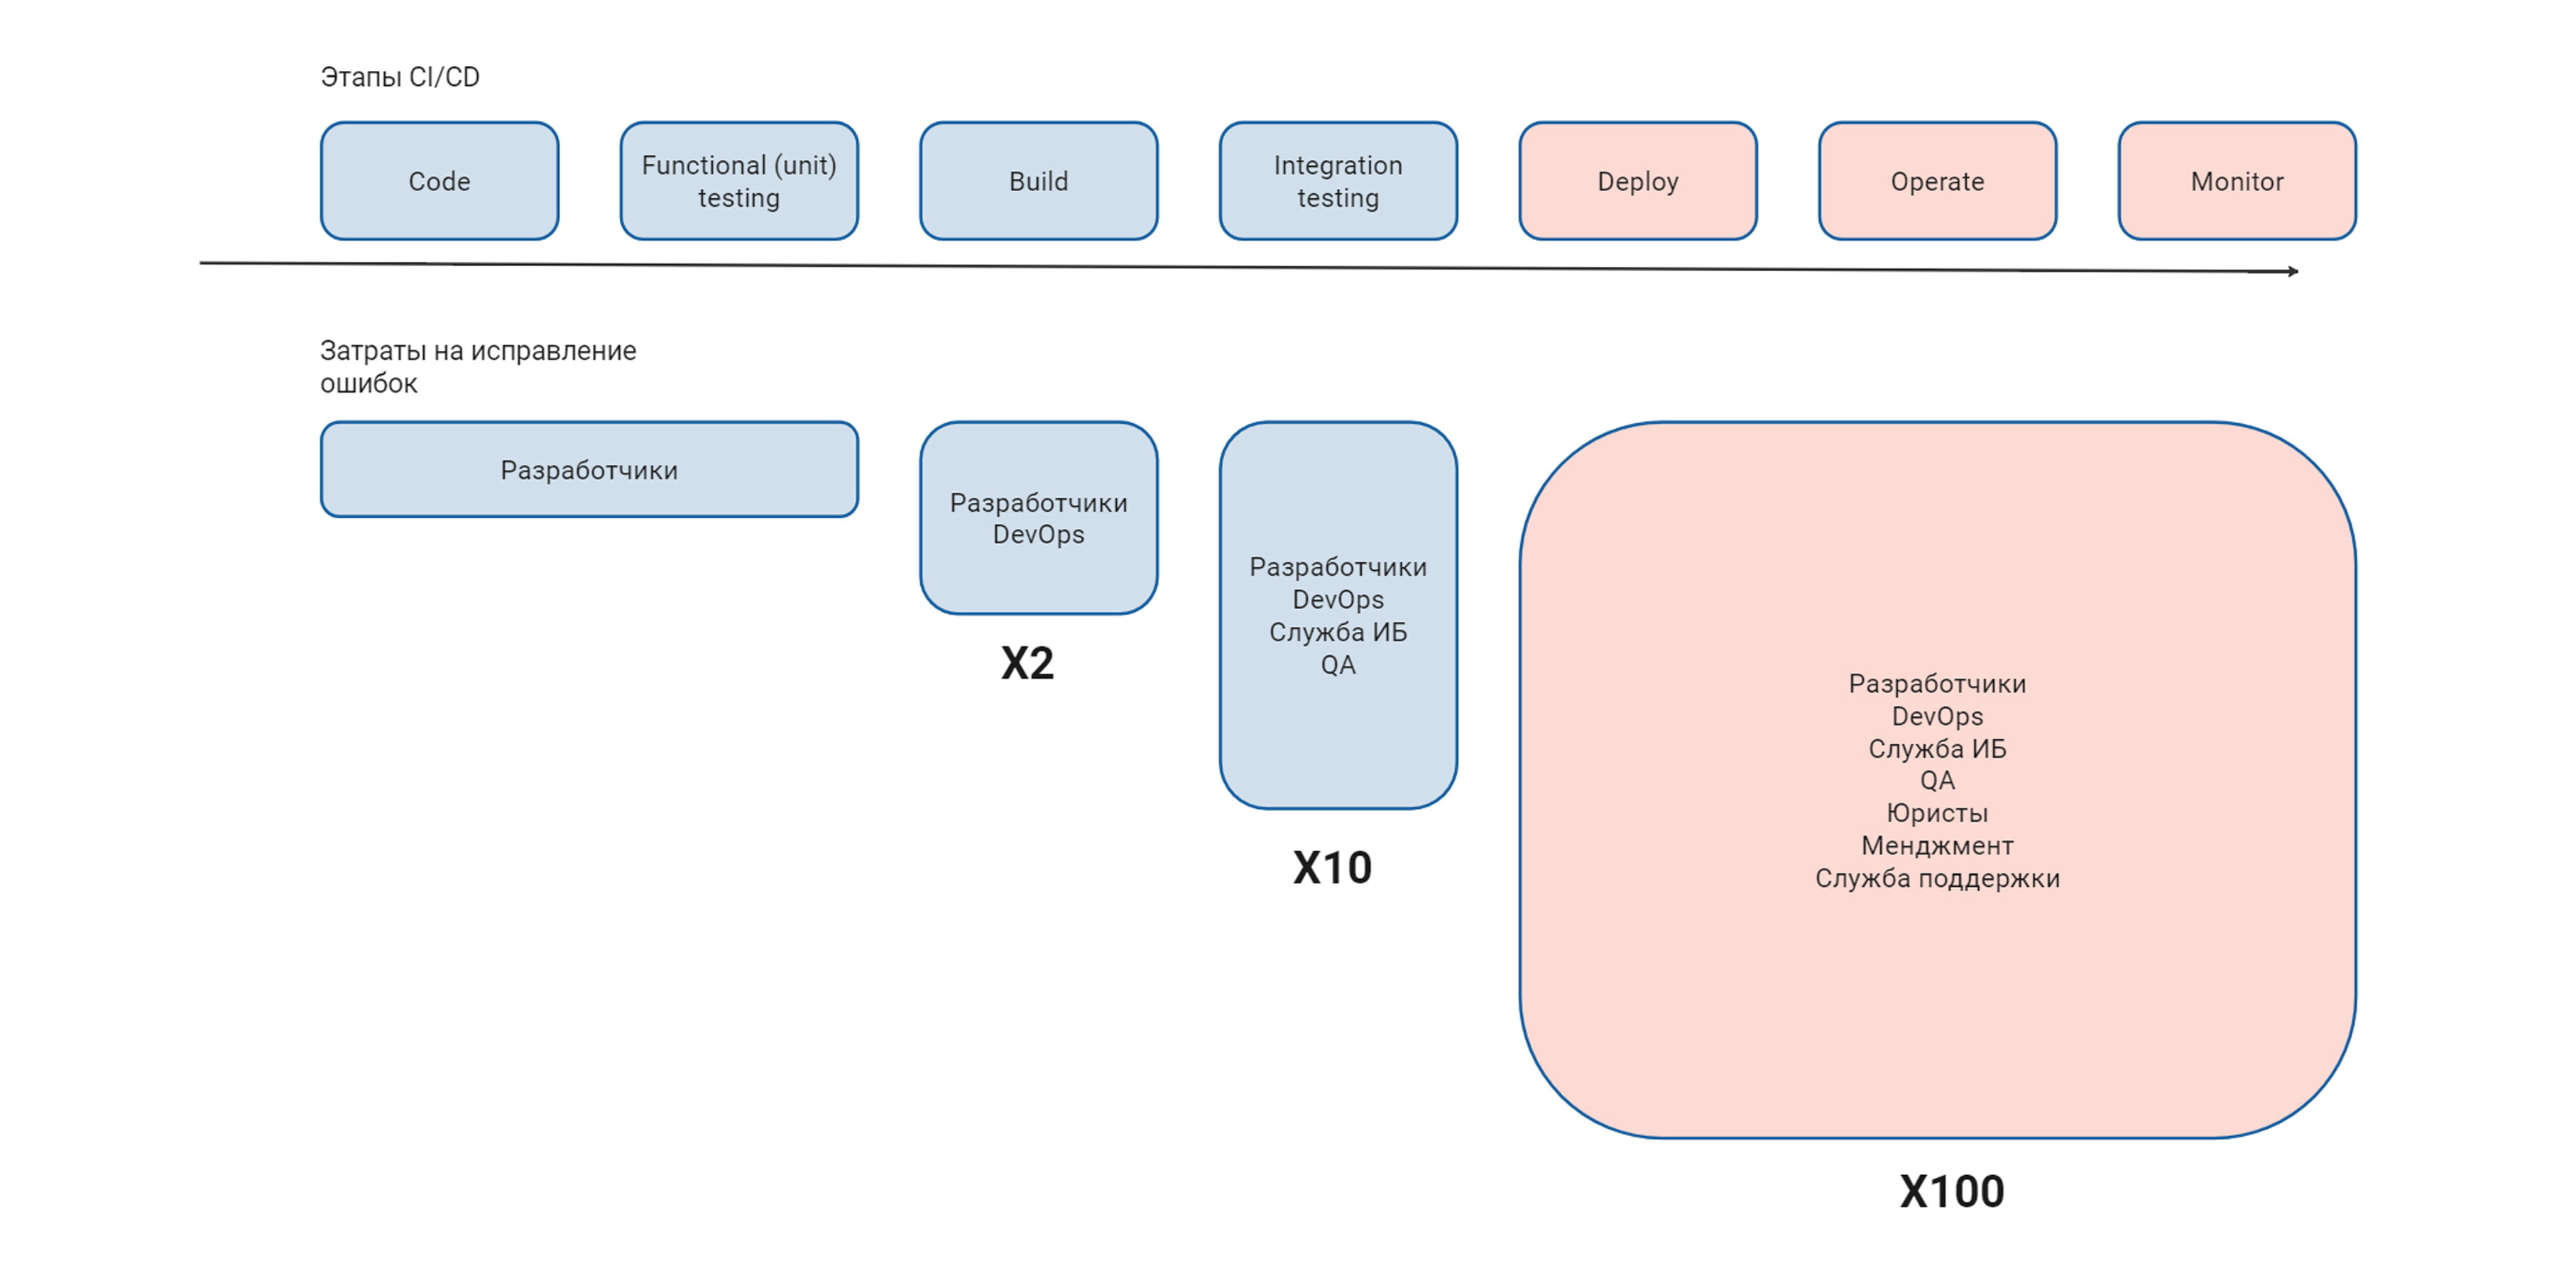 Этапы CI/CD
Code
Functional (unit)
testing
Build
Integration
testing
Deploy
Operate
Monitor
Затраты на исправление
ошибок
Разработчики
Разработчики
DevOps
X2
Разработчики
DevOps
Служба ИБ
QA
X10
Разработчики
DevOps
Служба ИБ
QA
Юристы
Менджмент
Служба поддержки
X100